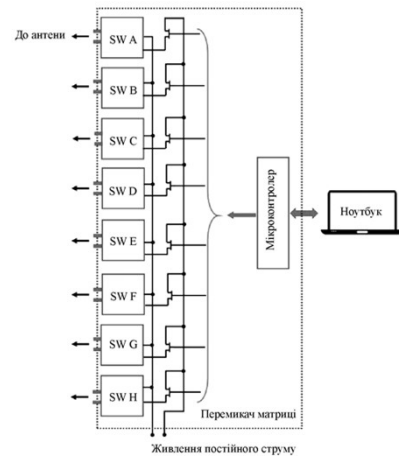 До антени
SW A
SW B
SW C
SW D
SW E
SW F
SW G
SW H
Мікроконтролер
Ноутбук
Перемикач матриці
Живлення постійного струму